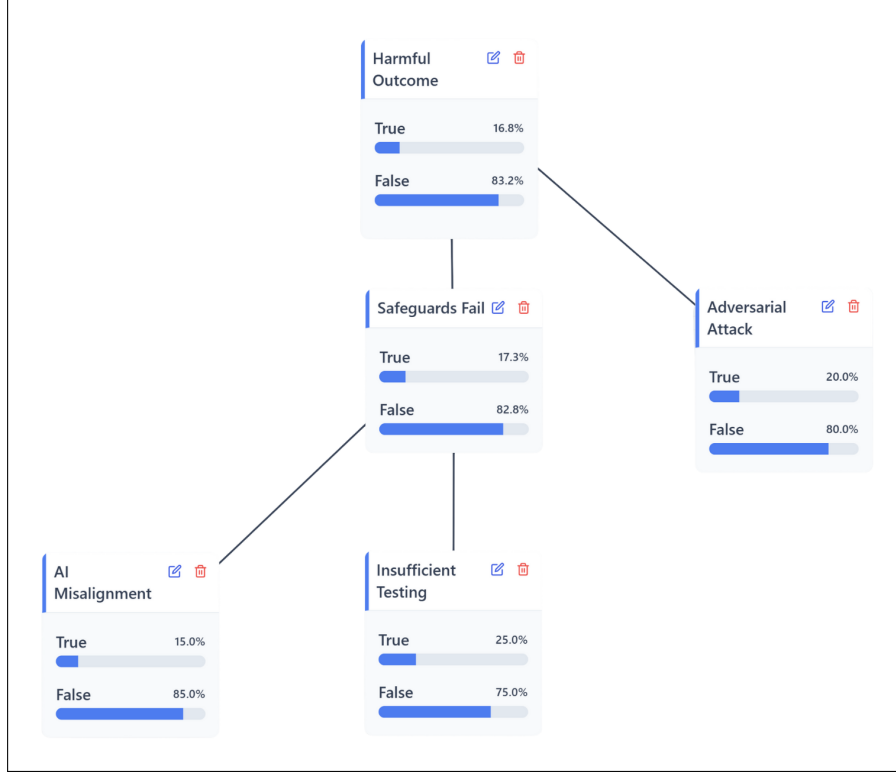 Harmful
Outcome
True 16.8%
False 83.2%
Safeguards Fail
True 17.3%
False 82.8%
Adversarial
Attack
True 20.0%
False 80.0%
AI
Misalignment
True 15.0%
False 85.0%
Insufficient
Testing
True 25.0%
False 75.0%